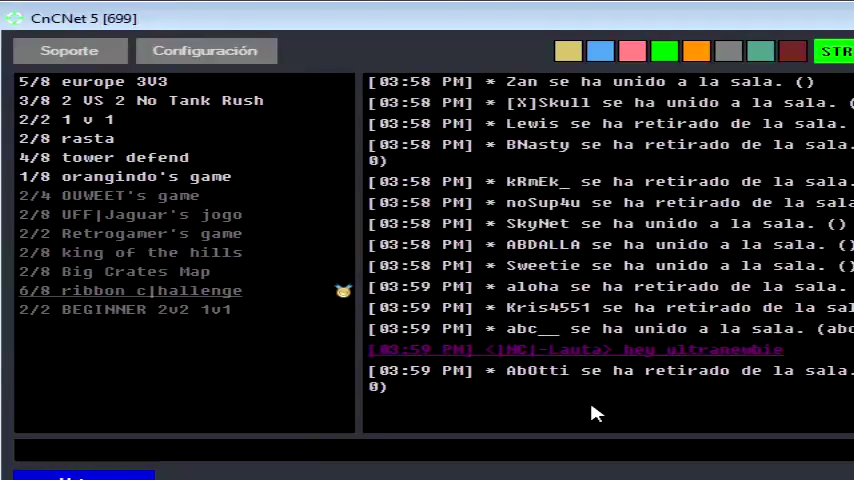 CnCNet 5 [699]
Soporte
Configuración
STR
5/8 europe 3V3
3/8 2 VS 2 No Tank Rush
2/2 1 v 1
2/8 rasta
4/8 tower defend
1/8 orangindo's game
2/4 OUWEET's game
2/8 UFF|Jaguar's jogo
2/2 Retrogamer's game
2/8 king of the hills
2/8 Big Crates Map
6/8 ribbon c|hallenge
2/2 BEGINNER 2v2 1v1
[03:58 PM] * Zan se ha unido a la sala. ()
[03:58 PM] * [X]Skull se ha unido a la sala. (
[03:58 PM] * Lewis se ha retirado de la sala.
[03:58 PM] * BNasty se ha retirado de la sala.
0)
[03:58 PM] * kRmEk_ se ha retirado de la sala.
[03:58 PM] * noSup4u se ha retirado de la sala
[03:58 PM] * SkyNet se ha unido a la sala. ()
[03:58 PM] * ABDALLA se ha unido a la sala. ()
[03:58 PM] * Sweetie se ha unido a la sala. ()
[03:58 PM] * aloha se ha retirado de la sala.
[03:58 PM] * Kris4551 se ha retirado de la sal
[03:58 PM] * abc__ se ha unido a la sala. (abc
[03:59 PM] <|NC|-Lauta> hey ultranewbie
[03:59 PM] * AbOtti se ha retirado de la sala.
0)